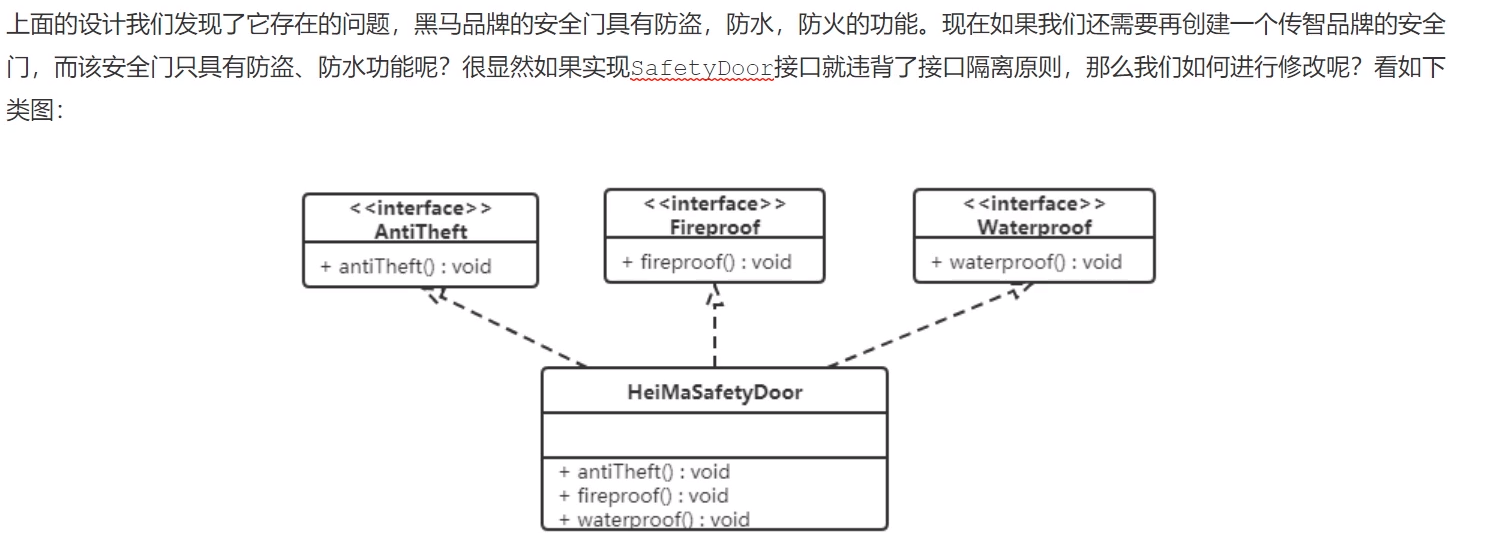 上面的设计我们发现了它存在的问题，黑马品牌的安全门具有防盗，防水，防火的功能。现在如果我们还需要再创建一个传智品牌的安全
门，而该安全门只具有防盗、防水功能呢？很显然如果实现SafetyDoor接口就违背了接口隔离原则，那么我们如何进行修改呢？看如下
类图：
<<interface>>
AntiTheft
+ antiTheft() : void
<<interface>>
Fireproof
+ fireproof() : void
<<interface>>
Waterproof
+ waterproof() : void
HeiMaSafetyDoor
+ antiTheft() : void
+ fireproof() : void
+ waterproof() : void